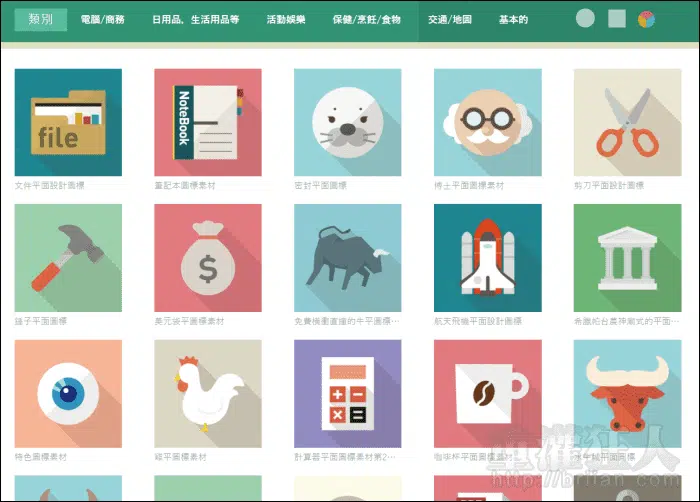 類別
電腦/商務
日用品，生活用品等
活動娛樂
保健/烹飪/食物
交通/地圖
基本的
file
NoteBook
文件平面設計圖標
筆記本圖標素材
密封平面圖標
博士平面圖標素材
剪刀平面設計圖標
$
錘子平面圖標
美元袋平圖標素材
免費機動直瞳的牛平圖標…
航天飛機平面設計圖標
希臘帕台農神廟式的平面…
特色圖標素材
雞平圖標素材
計算器平面圖標素材第2…
咖啡杯平面圖標素材
水牛城平面圖標
重灌狂人
http://briian.com